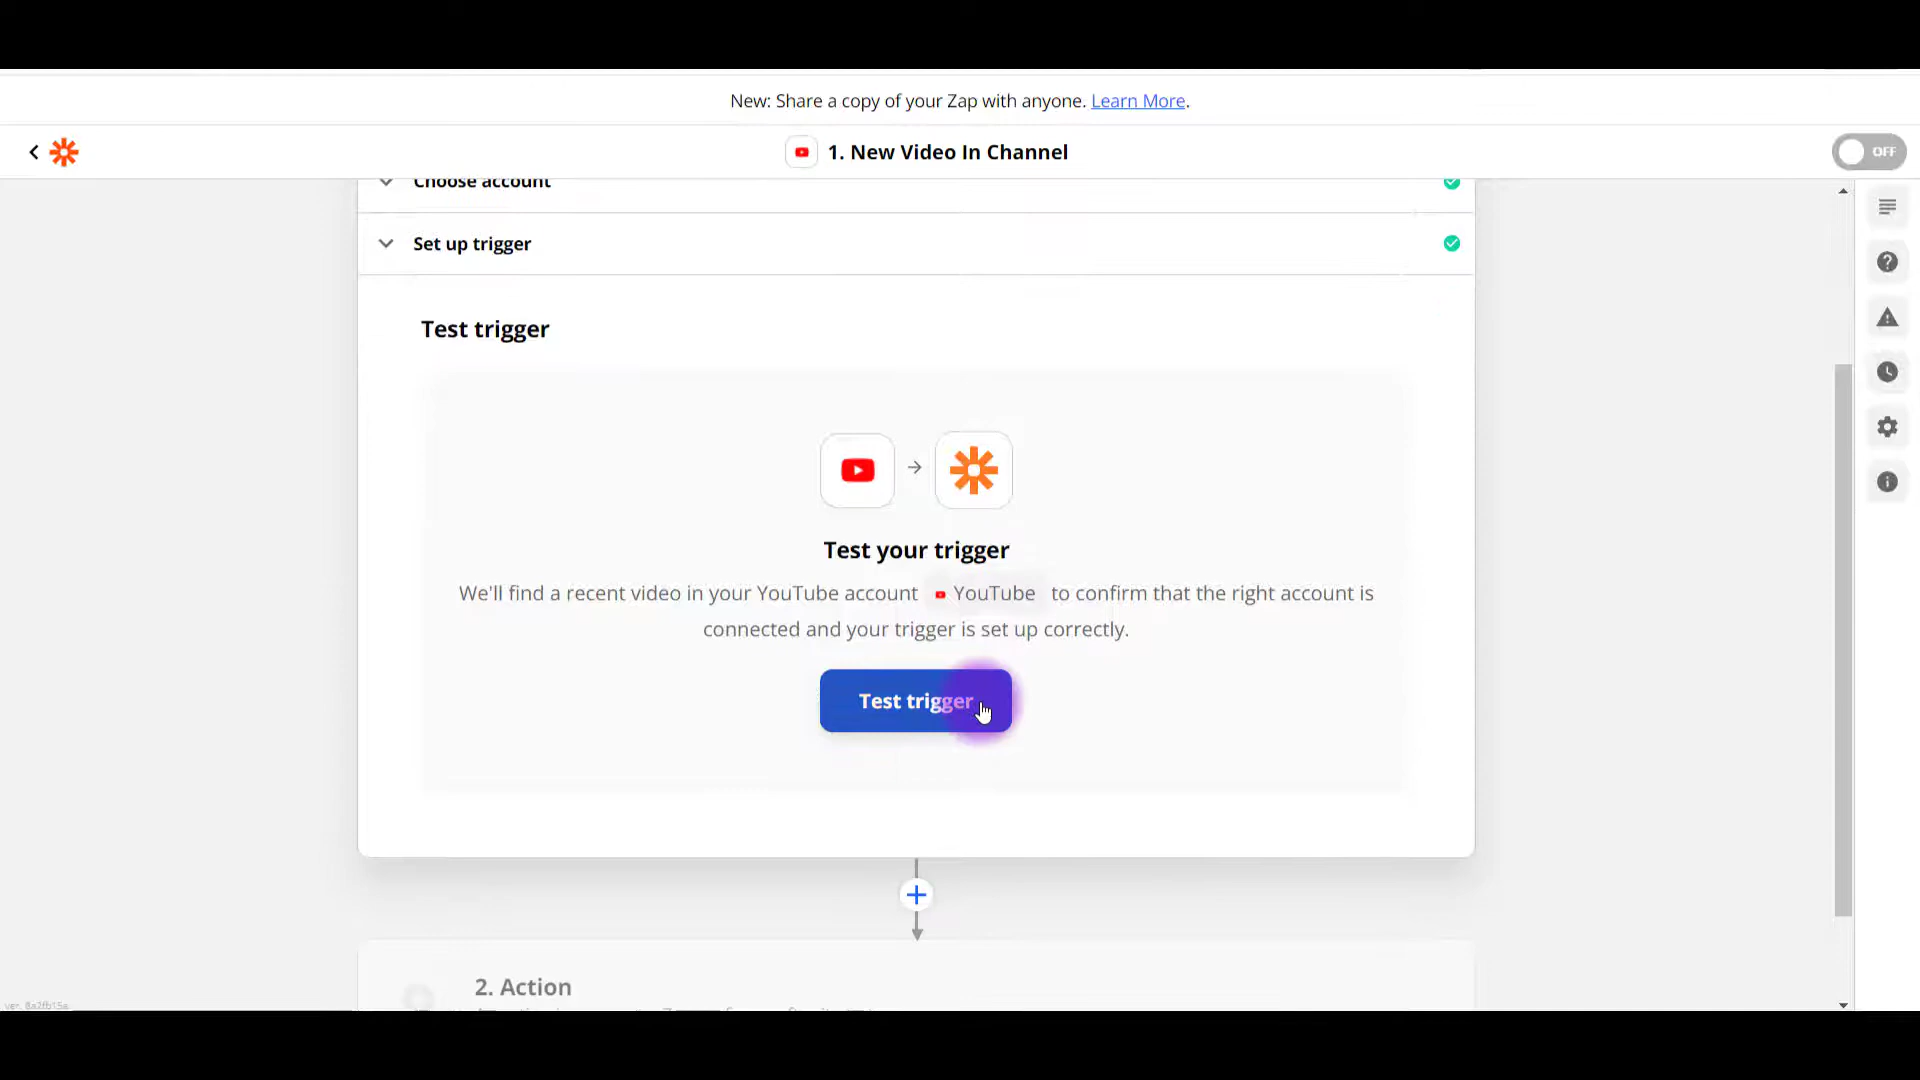 New: Share a copy of your Zap with anyone. Learn More.
1. New Video In Channel
OFF
Choose account
Set up trigger
Test trigger
Test your trigger
We'll find a recent video in your YouTube account YouTube to confirm that the right account is
connected and your trigger is set up correctly.
Test trigger
2. Action
ver. 8a2fb15a